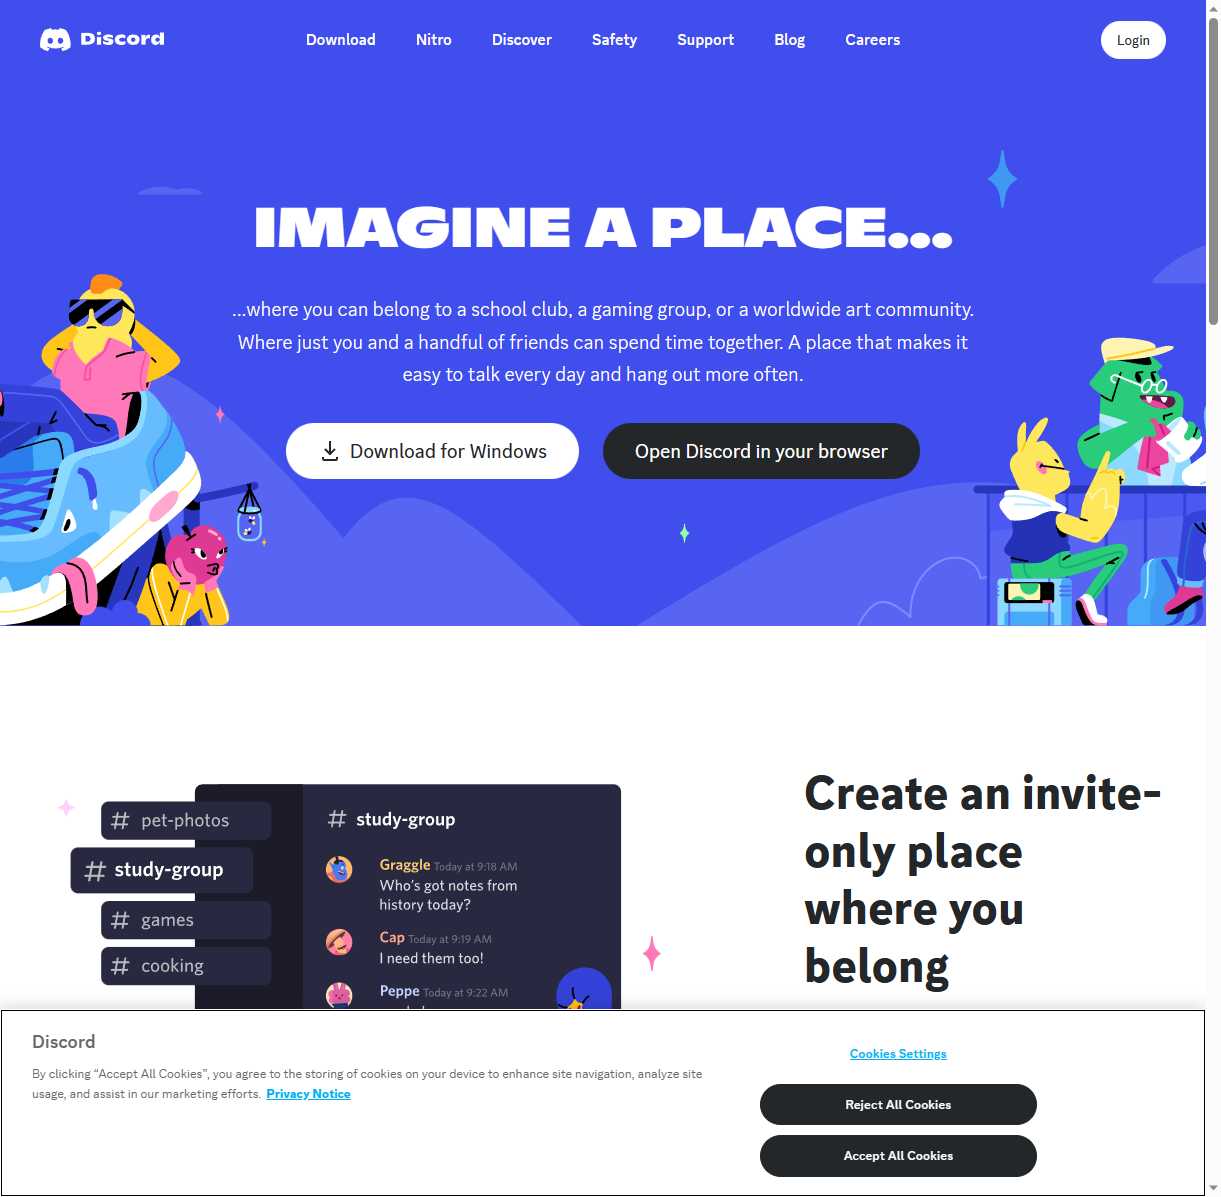 Discord
Download Nitro Discover Safety Support Blog Careers
Login
IMAGINE A PLACE...
...where you can belong to a school club, a gaming group, or a worldwide art community.
Where just you and a handful of friends can spend time together. A place that makes it
easy to talk every day and hang out more often.
Download for Windows
Open Discord in your browser
# pet-photos
# study-group
# games
# cooking
# study-group
Graggle Today at 9:18 AM
Who's got notes from
history today?
Cap Today at 9:19 AM
I need them too!
Peppe Today at 9:22 AM
Create an invite-
only place
where you
belong
Discord
By clicking “Accept All Cookies”, you agree to the storing of cookies on your device to enhance site navigation, analyze site
usage, and assist in our marketing efforts. Privacy Notice
Cookies Settings
Reject All Cookies
Accept All Cookies